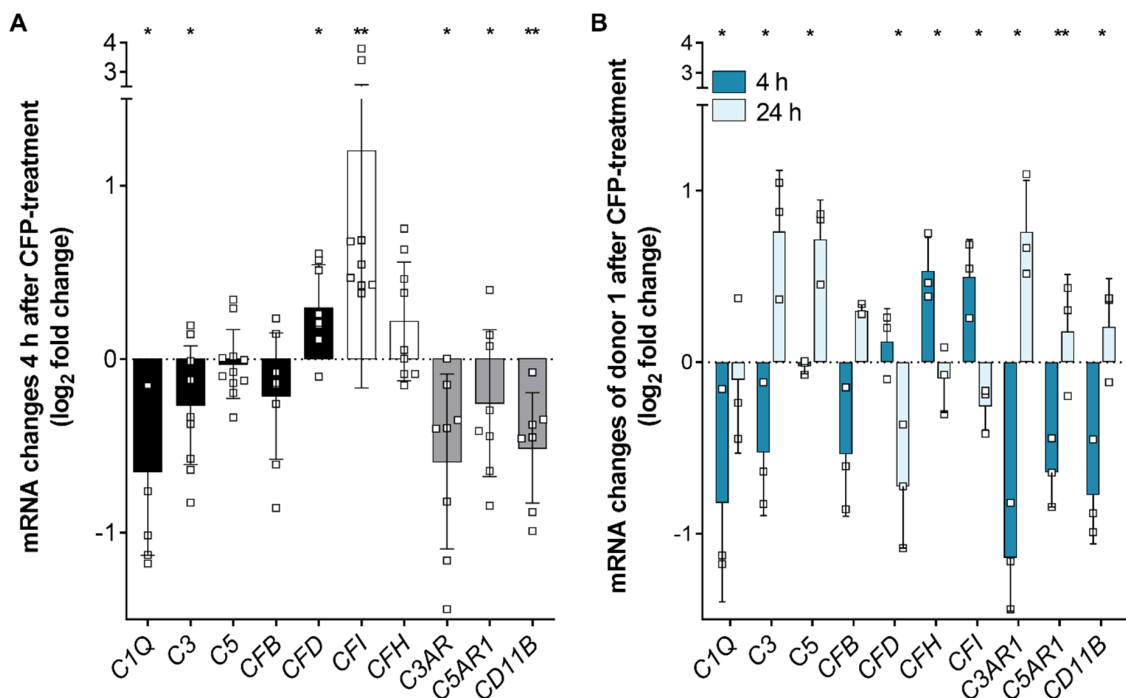 A
mRNA changes 4 h after CFP-treatment
(log2 fold change)
* * * ** * * **
4
3
1
0
-1
C1Q C3 C5 CFB CFD CFI CFH C3AR C5AR1 CD11B
B
mRNA changes of donor 1 after CFP-treatment
(log2 fold change)
* * * * * * * ** *
4
3
1
0
-1
4 h
24 h
C1Q C3 C5 CFB CFD CFH CFI C3AR1 C5AR1 CD11B